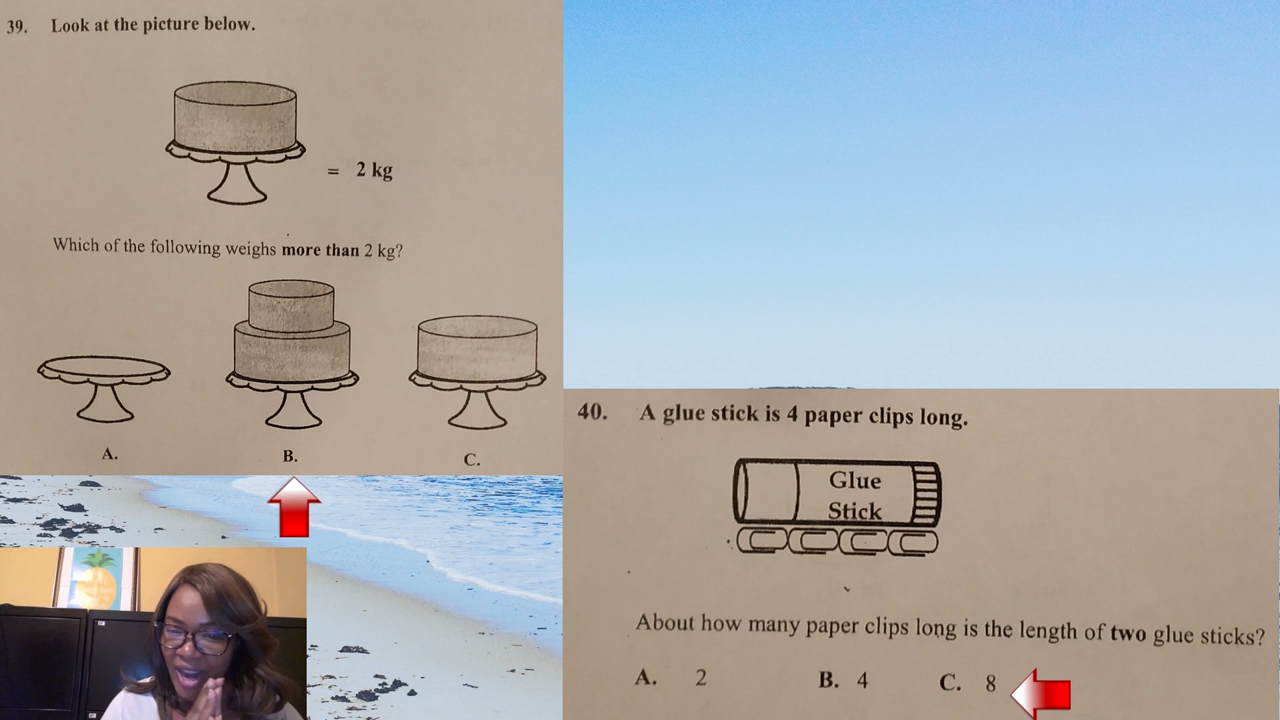 39. Look at the picture below.
= 2 kg
Which of the following weighs more than 2 kg?
A. B. C.
40. A glue stick is 4 paper clips long.
Glue
Stick
About how many paper clips long is the length of two glue sticks?
A. 2 B. 4 C. 8